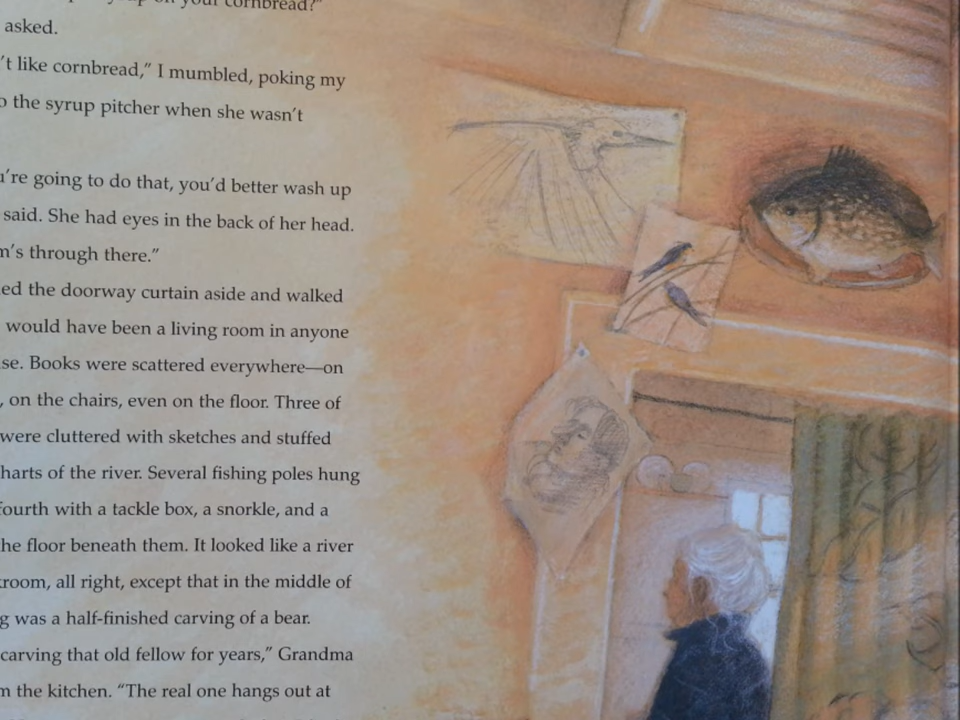 on your cornbread?”
asked.
’t like cornbread,” I mumbled, poking my
the syrup pitcher when she wasn’t
’re going to do that, you’d better wash up
said. She had eyes in the back of her head.
m’s through there.”
ed the doorway curtain aside and walked
would have been a living room in anyone
se. Books were scattered everywhere—on
, on the chairs, even on the floor. Three of
were cluttered with sketches and stuffed
harts of the river. Several fishing poles hung
fourth with a tackle box, a snorkle, and a
he floor beneath them. It looked like a river
room, all right, except that in the middle of
g was a half-finished carving of a bear.
carving that old fellow for years,” Grandma
m the kitchen. “The real one hangs out at